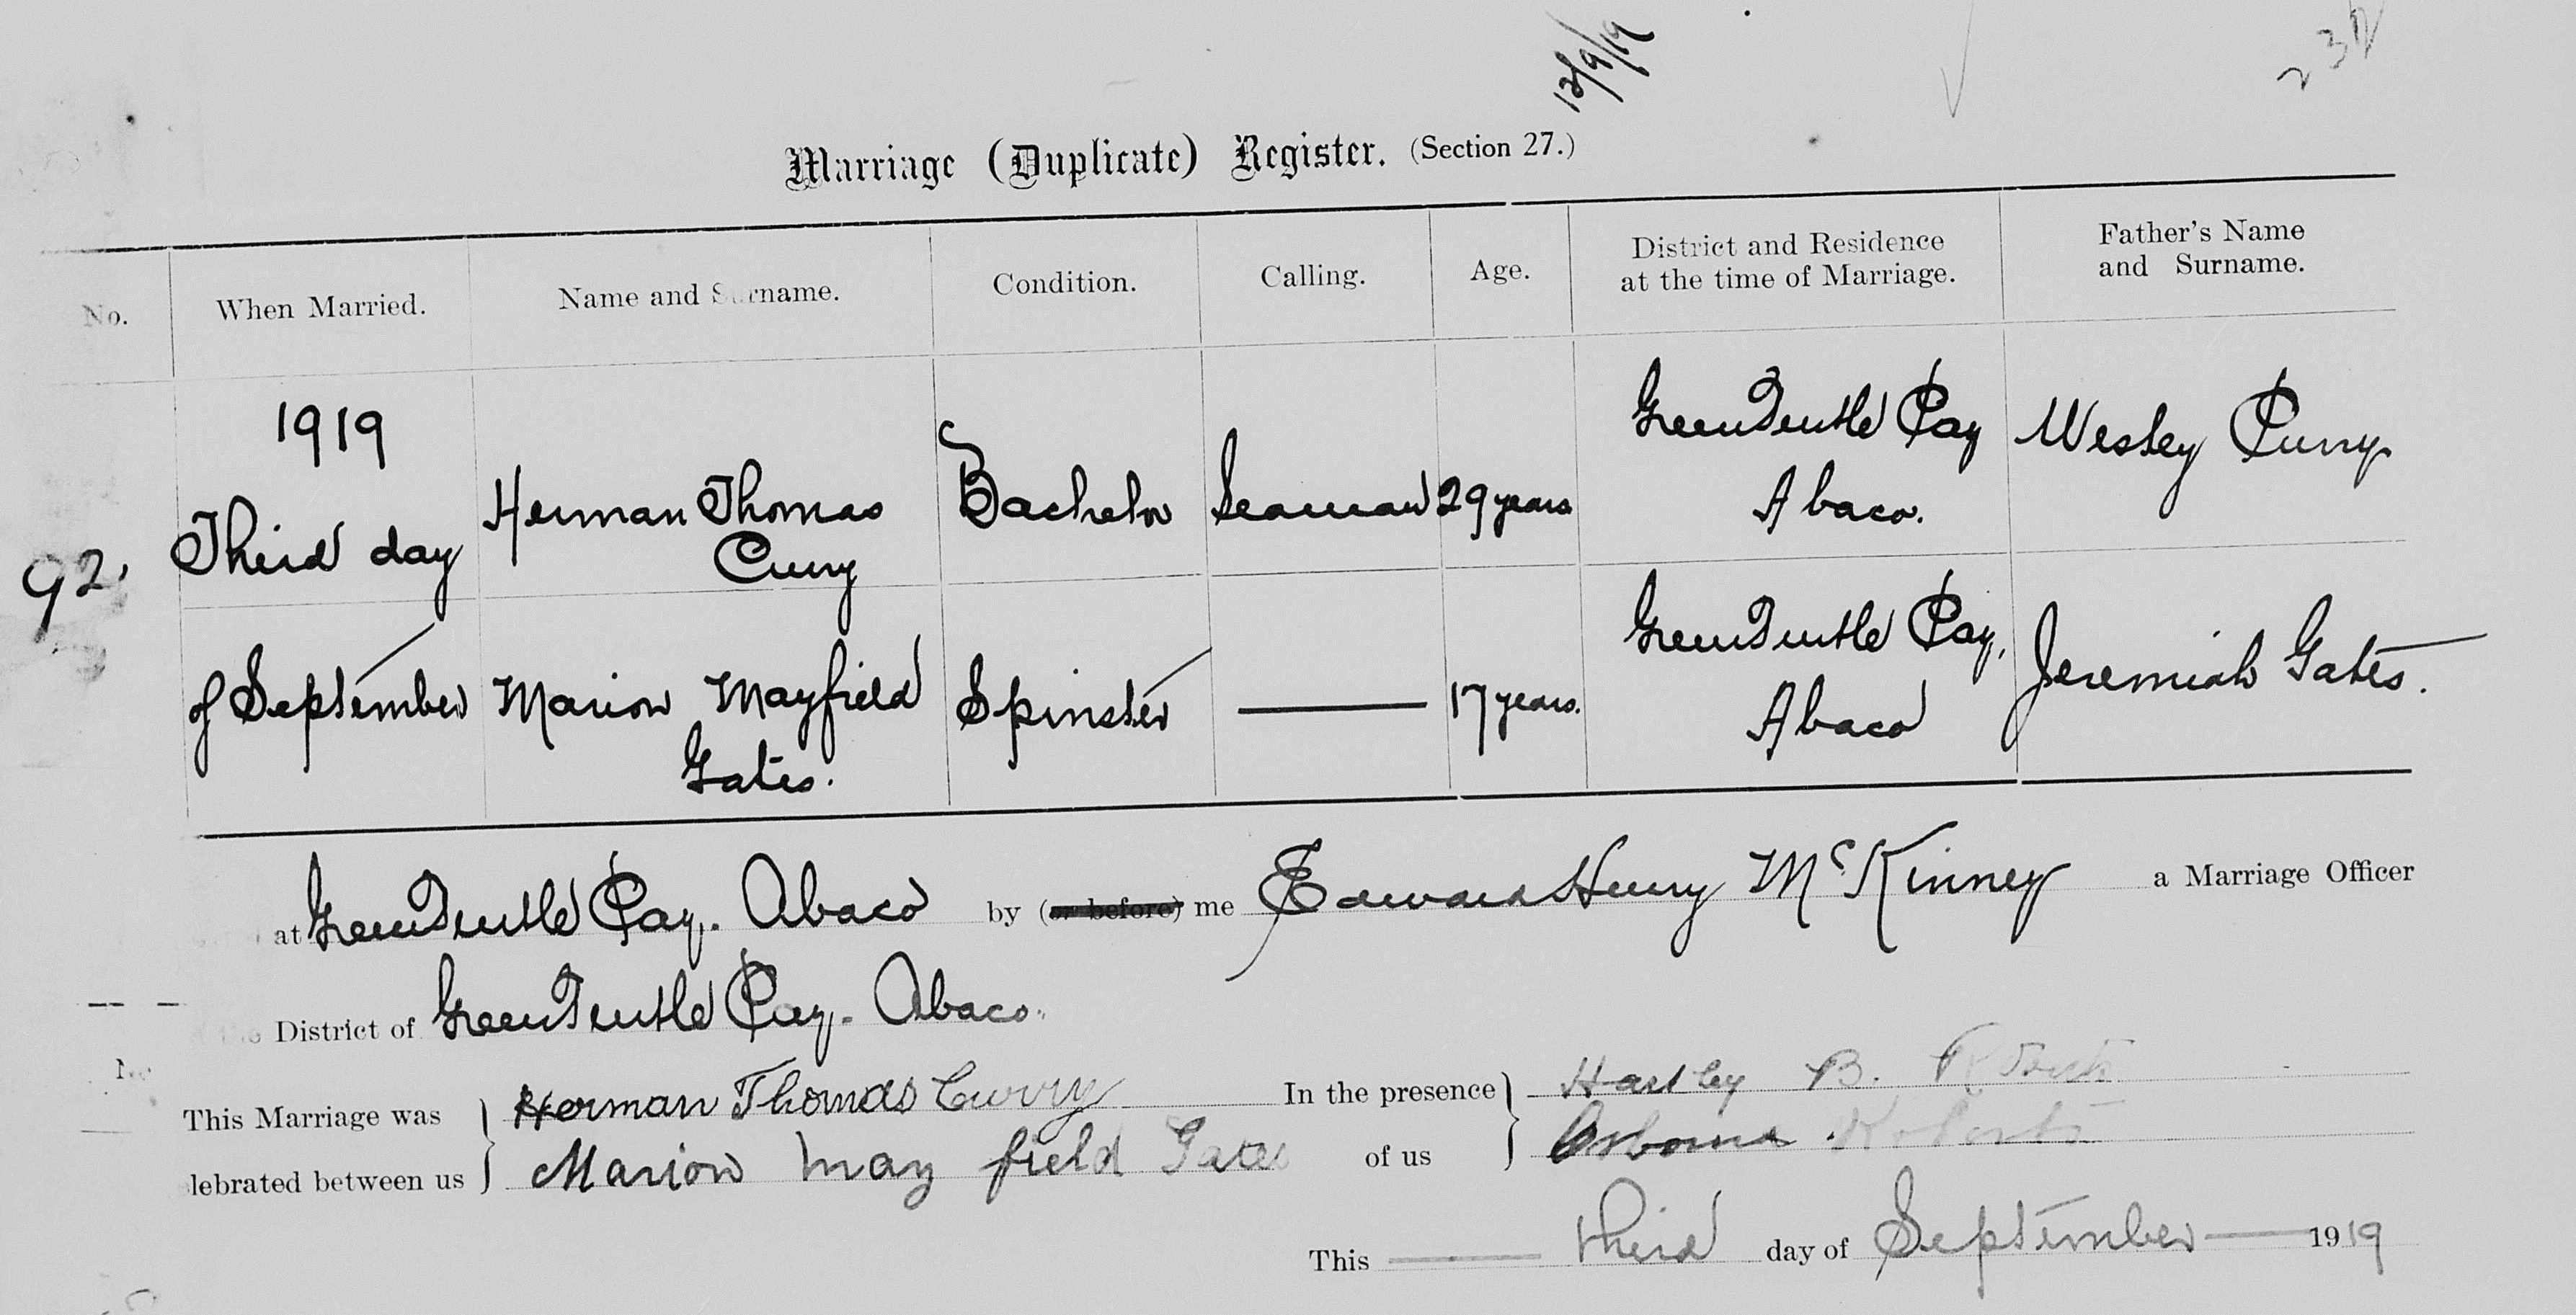 12/9/19
Marriage (Duplicate) Register. (Section 27.)
No. When Married. Name and Surname. Condition. Calling. Age. District and Residence at the time of Marriage. Father's Name and Surname.
92. 1919 Third day of September
Herman Thomas Curry Bachelor Seaman 29 years Green Turtle Cay Abaco. Wesley Curry
Marion Mayfield Gates. Spinster — 17 years. Green Turtle Cay, Abaco Jeremiah Gates.
at Green Turtle Cay. Abaco by (or before) me Edward Henry McKinney a Marriage Officer
District of Green Turtle Cay. Abaco.
This Marriage was lebrated between us } Herman Thomas Curry
Marion may field Gates
In the presence of us } Hartley B. Roberts
Osborne Roberts
This third day of September 1919